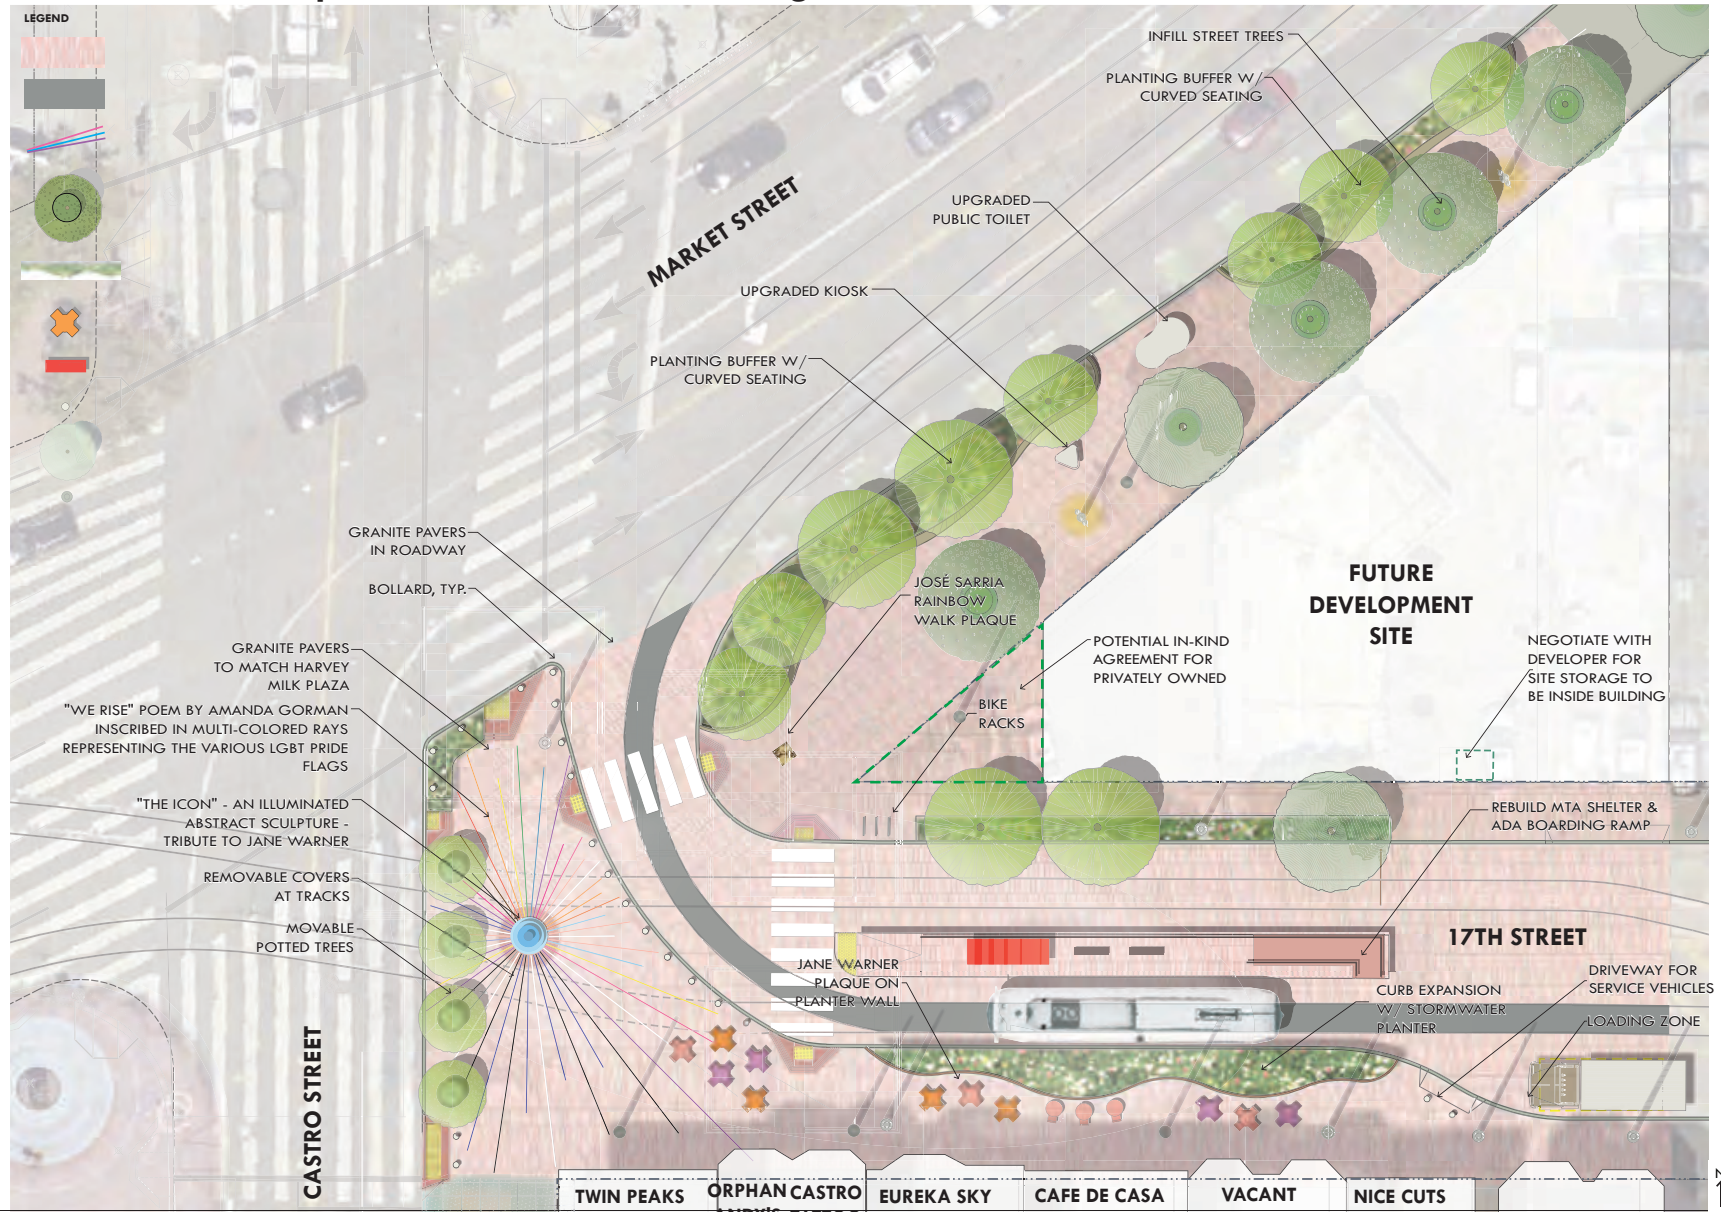 LEGEND
INFILL STREET TREES
PLANTING BUFFER W/
CURVED SEATING
UPGRADED
PUBLIC TOILET
MARKET STREET
UPGRADED KIOSK
PLANTING BUFFER W/
CURVED SEATING
GRANITE PAVERS
IN ROADWAY
BOLLARD, TYP.
GRANITE PAVERS
TO MATCH HARVEY
MILK PLAZA
"WE RISE" POEM BY AMANDA GORMAN
INSCRIBED IN MULTI-COLORED RAYS
REPRESENTING THE VARIOUS LGBT PRIDE
FLAGS
"THE ICON" - AN ILLUMINATED
ABSTRACT SCULPTURE -
TRIBUTE TO JANE WARNER
REMOVABLE COVERS
AT TRACKS
MOVABLE
POTTED TREES
JOSÉ SARRIA
RAINBOW
WALK PLAQUE
BIKE
RACKS
POTENTIAL IN-KIND
AGREEMENT FOR
PRIVATELY OWNED
FUTURE
DEVELOPMENT
SITE
NEGOTIATE WITH
DEVELOPER FOR
SITE STORAGE TO
BE INSIDE BUILDING
REBUILD MTA SHELTER &
ADA BOARDING RAMP
17TH STREET
JANE WARNER
PLAQUE ON
PLANTER WALL
CURB EXPANSION
W/ STORMWATER
PLANTER
DRIVEWAY FOR
SERVICE VEHICLES
LOADING ZONE
CASTRO STREET
TWIN PEAKS
ORPHAN
CASTRO
EUREKA SKY
CAFE DE CASA
VACANT
NICE CUTS